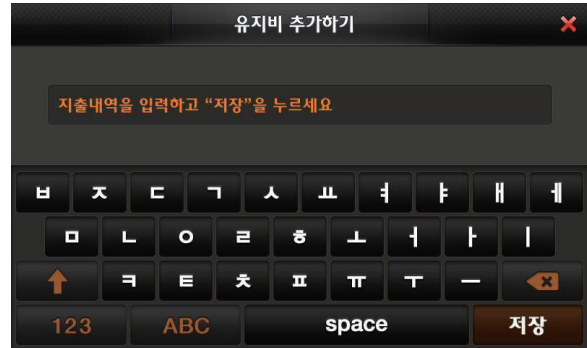 유지비 추가하기
지출내역을 입력하고 “저장”을 누르세요
ㅂ ㅈ ㄷ ㄱ ㅅ ㅛ ㅕ ㅑ ㅐ ㅔ
ㅁ ㄴ ㅇ ㄹ ㅎ ㅗ ㅓ ㅏ ㅣ
ㅋ ㅌ ㅊ ㅍ ㅠ ㅜ ㅡ
123 ABC space 저장